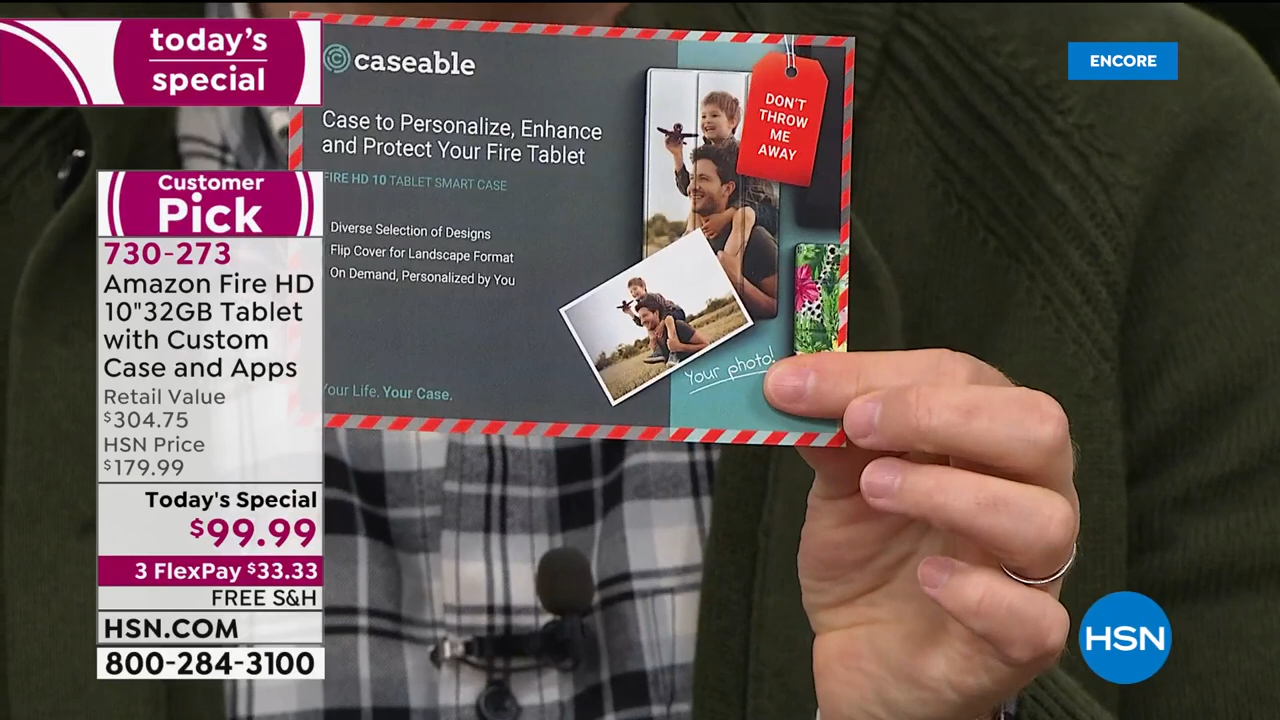 today's
special
ENCORE
caseable
Case to Personalize, Enhance
and Protect Your Fire Tablet
FIRE HD 10 TABLET SMART CASE
Diverse Selection of Designs
Flip Cover for Landscape Format
On Demand, Personalized by You
Your Life. Your Case.
DON'T
THROW
ME
AWAY
Your photo!
Customer
Pick
730-273
Amazon Fire HD
10"32GB Tablet
with Custom
Case and Apps
Retail Value
$304.75
HSN Price
$179.99
Today's Special
$99.99
3 FlexPay $33.33
FREE S&H
HSN.COM
800-284-3100
HSN